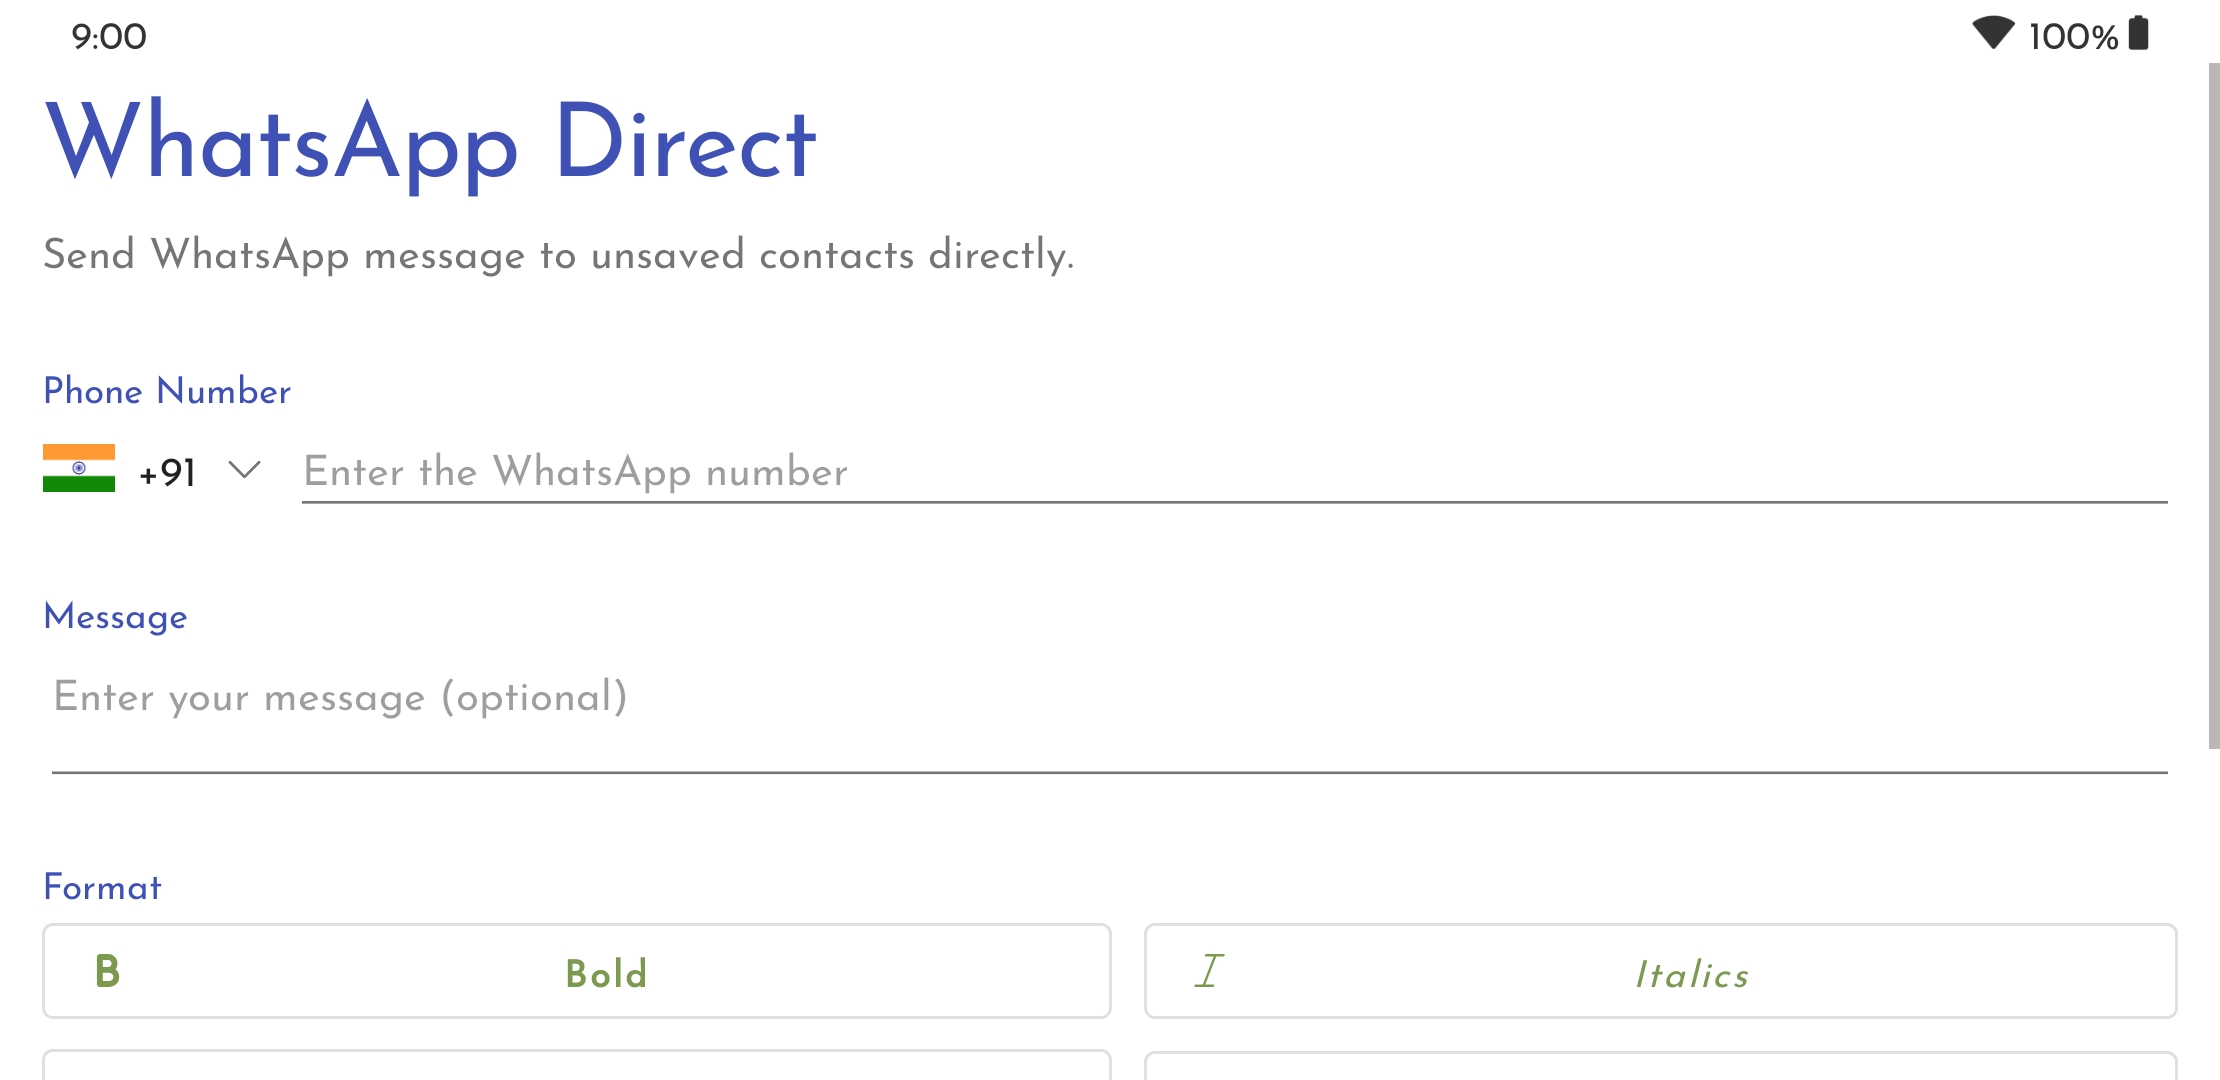 9:00 100%
WhatsApp Direct
Send WhatsApp message to unsaved contacts directly.
Phone Number
+91 Enter the WhatsApp number
Message
Enter your message (optional)
Format
B Bold I Italics